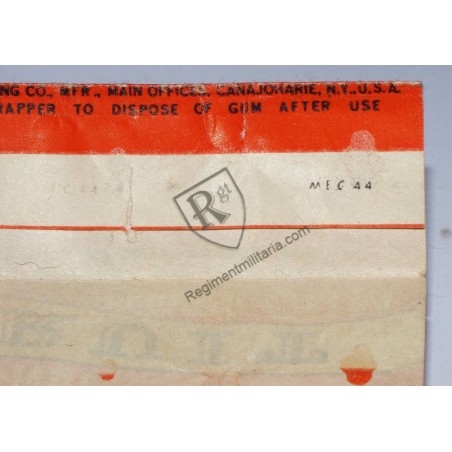 NG CO., MFR., MAIN OFFICES, CANAJOHARIE, N.Y., U.S.A.
RAPPER TO DISPOSE OF GUM AFTER USE
MEC 44
Rgt
Regimentmilitaria.com